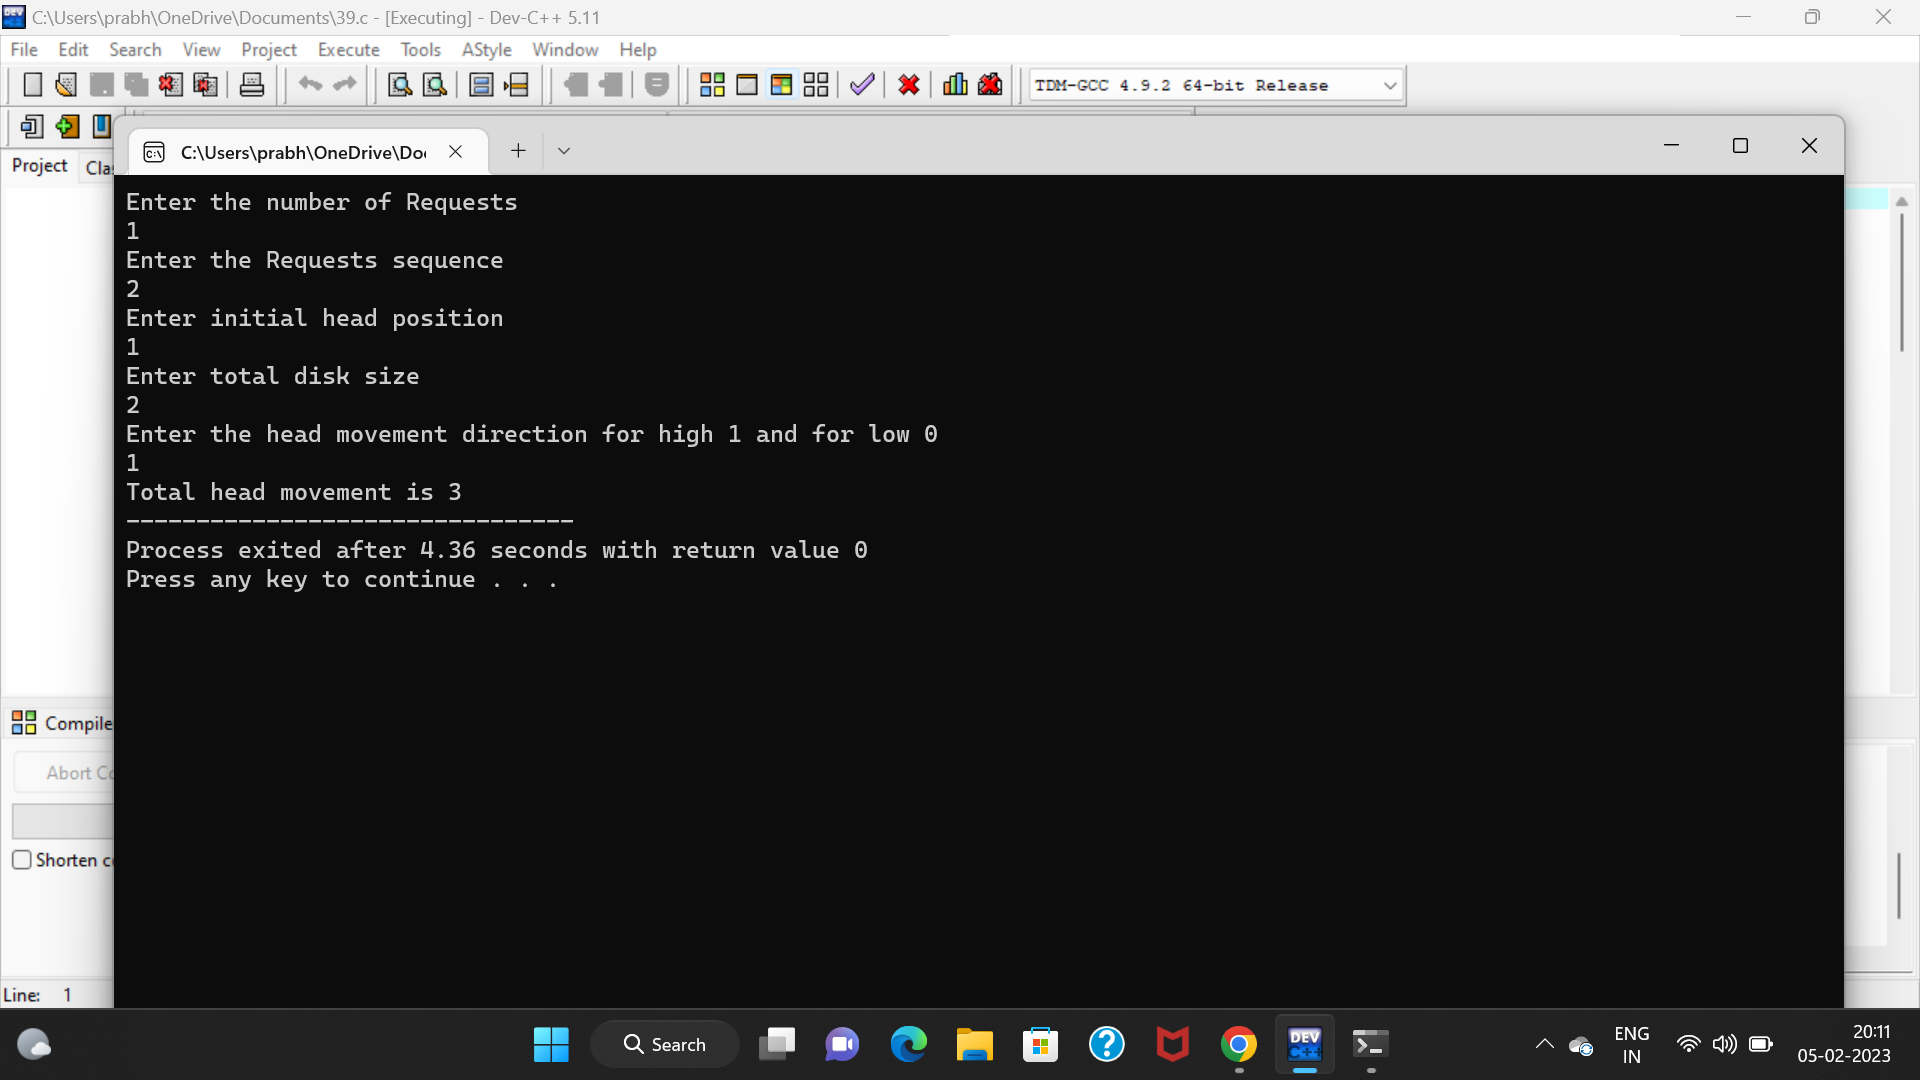 C:\Users\prabh\OneDrive\Documents\39.c - [Executing] - Dev-C++ 5.11
File Edit Search View Project Execute Tools AStyle Window Help
TDM-GCC 4.9.2 64-bit Release
Project Cla
C:\Users\prabh\OneDrive\Do
Enter the number of Requests
1
Enter the Requests sequence
2
Enter initial head position
1
Enter total disk size
2
Enter the head movement direction for high 1 and for low 0
1
Total head movement is 3
--------------------------------
Process exited after 4.36 seconds with return value 0
Press any key to continue . . .
Compile
Abort Co
Shorten c
Line: 1
Search
DEV C++
ENG
IN
20:11
05-02-2023